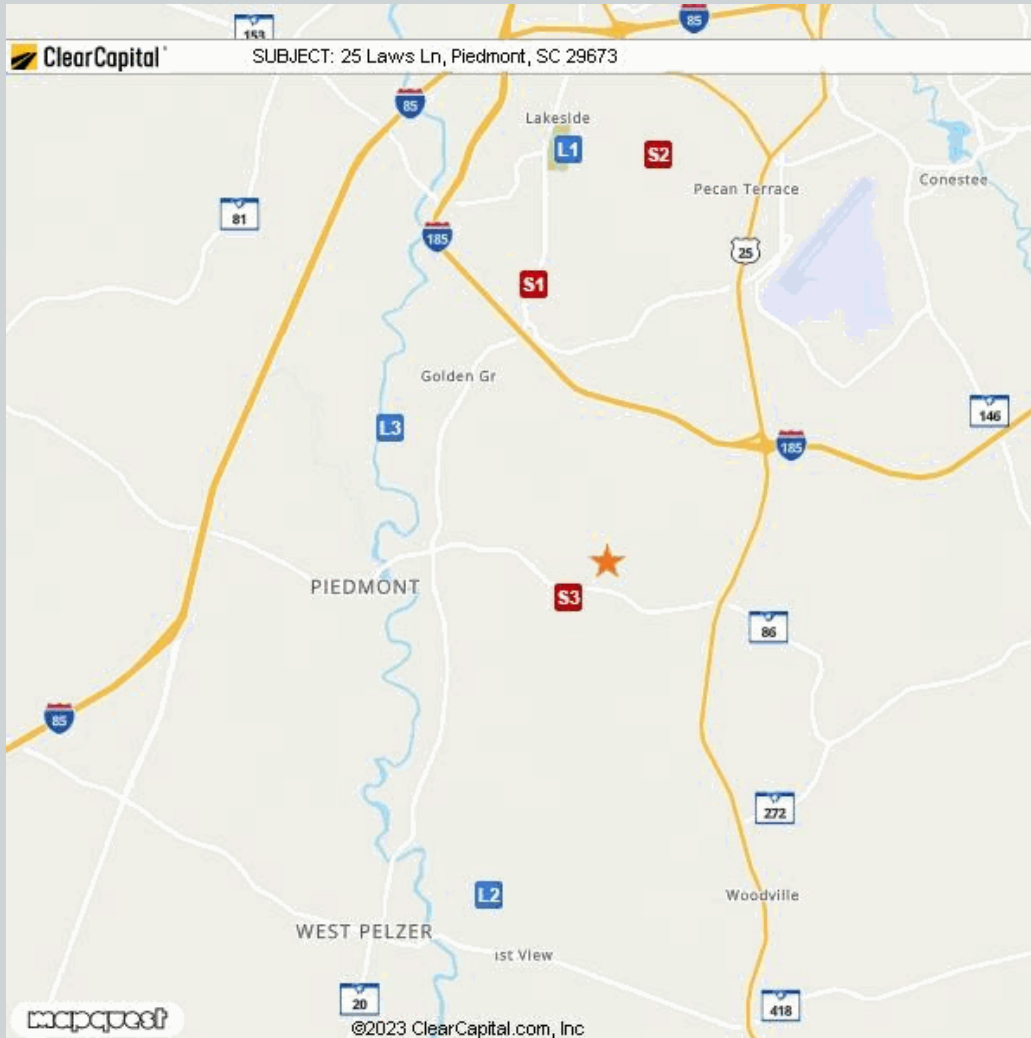 85
153
ClearCapital
SUBJECT: 25 Laws Ln, Piedmont, SC 29673
85
Lakeside
L1
S2
Pecan Terrace
Conestee
81
185
25
S1
Golden Gr
146
L3
185
PIEDMONT
S3
86
85
272
L2
Woodville
WEST PELZER
ist View
20
418
mapquest
©2023 ClearCapital.com, Inc